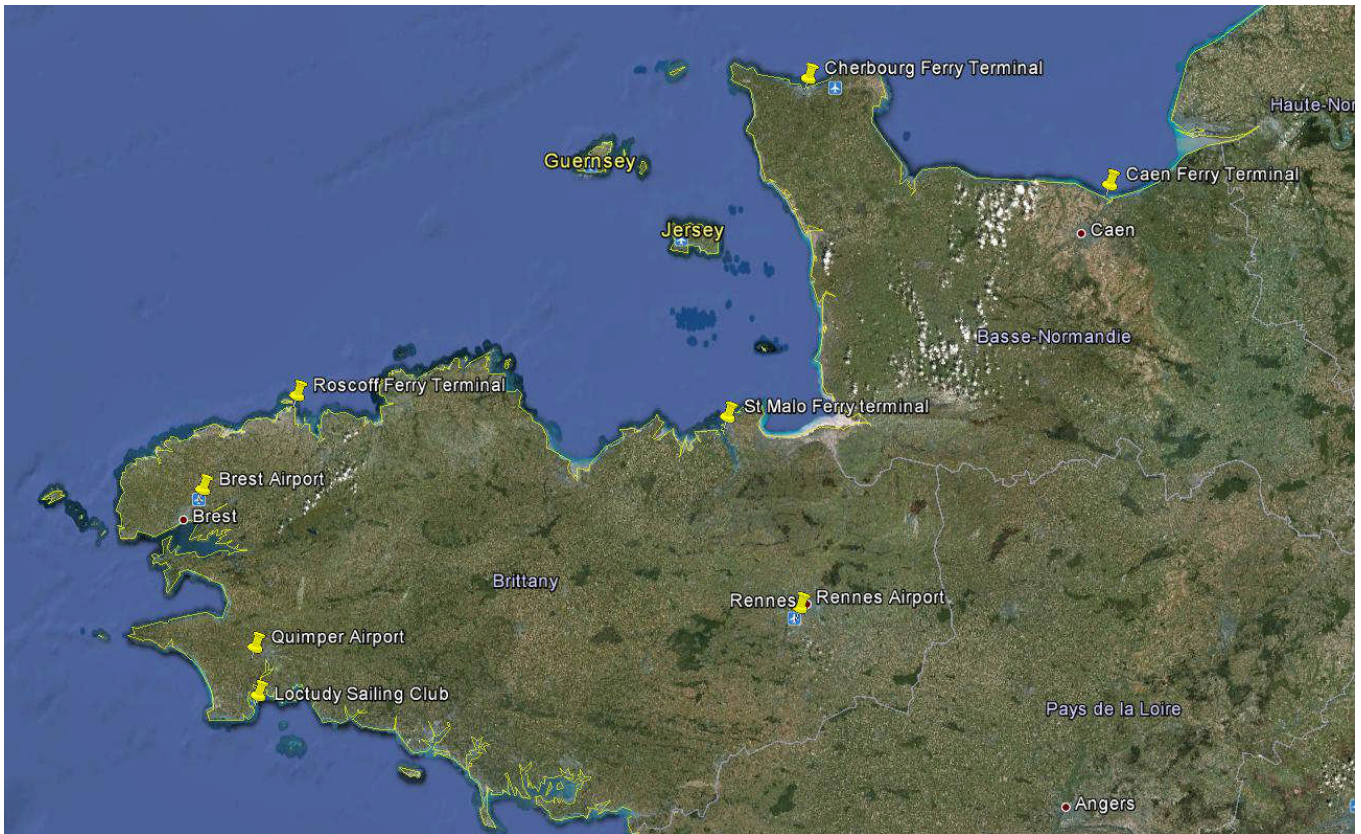 Cherbourg Ferry Terminal
Haute-Nor
Guernsey
Caen Ferry Terminal
Jersey
Caen
Basse-Normandie
Roscoff Ferry Terminal
St Malo Ferry terminal
Brest Airport
Brest
Brittany
Rennes
Rennes Airport
Quimper Airport
Loctudy Sailing Club
Pays de la Loire
Angers